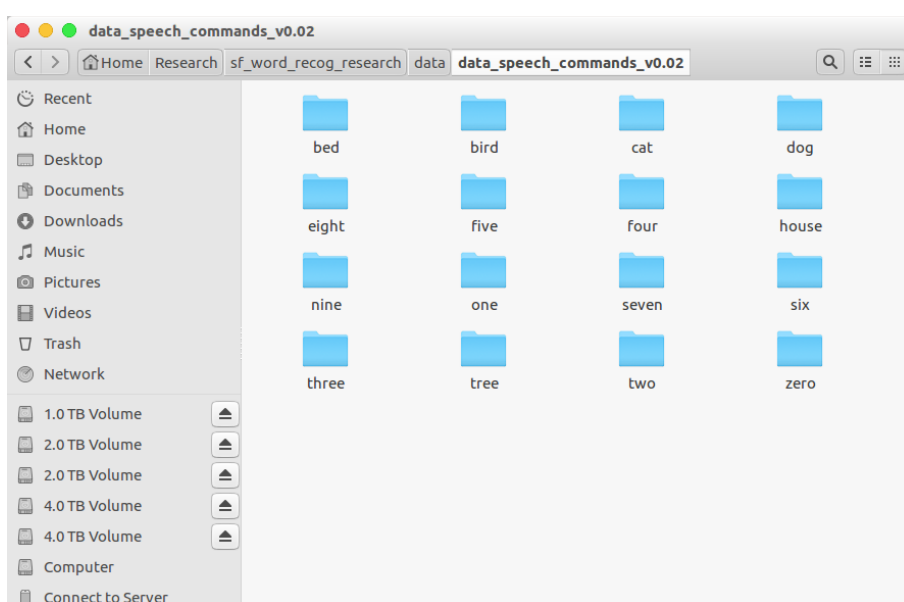 data_speech_commands_v0.02
Home Research sf_word_recog_research data data_speech_commands_v0.02
Recent
Home
Desktop
Documents
Downloads
Music
Pictures
Videos
Trash
Network
1.0 TB Volume
2.0 TB Volume
2.0 TB Volume
4.0 TB Volume
4.0 TB Volume
Computer
Connect to Server
bed bird cat dog
eight five four house
nine one seven six
three tree two zero